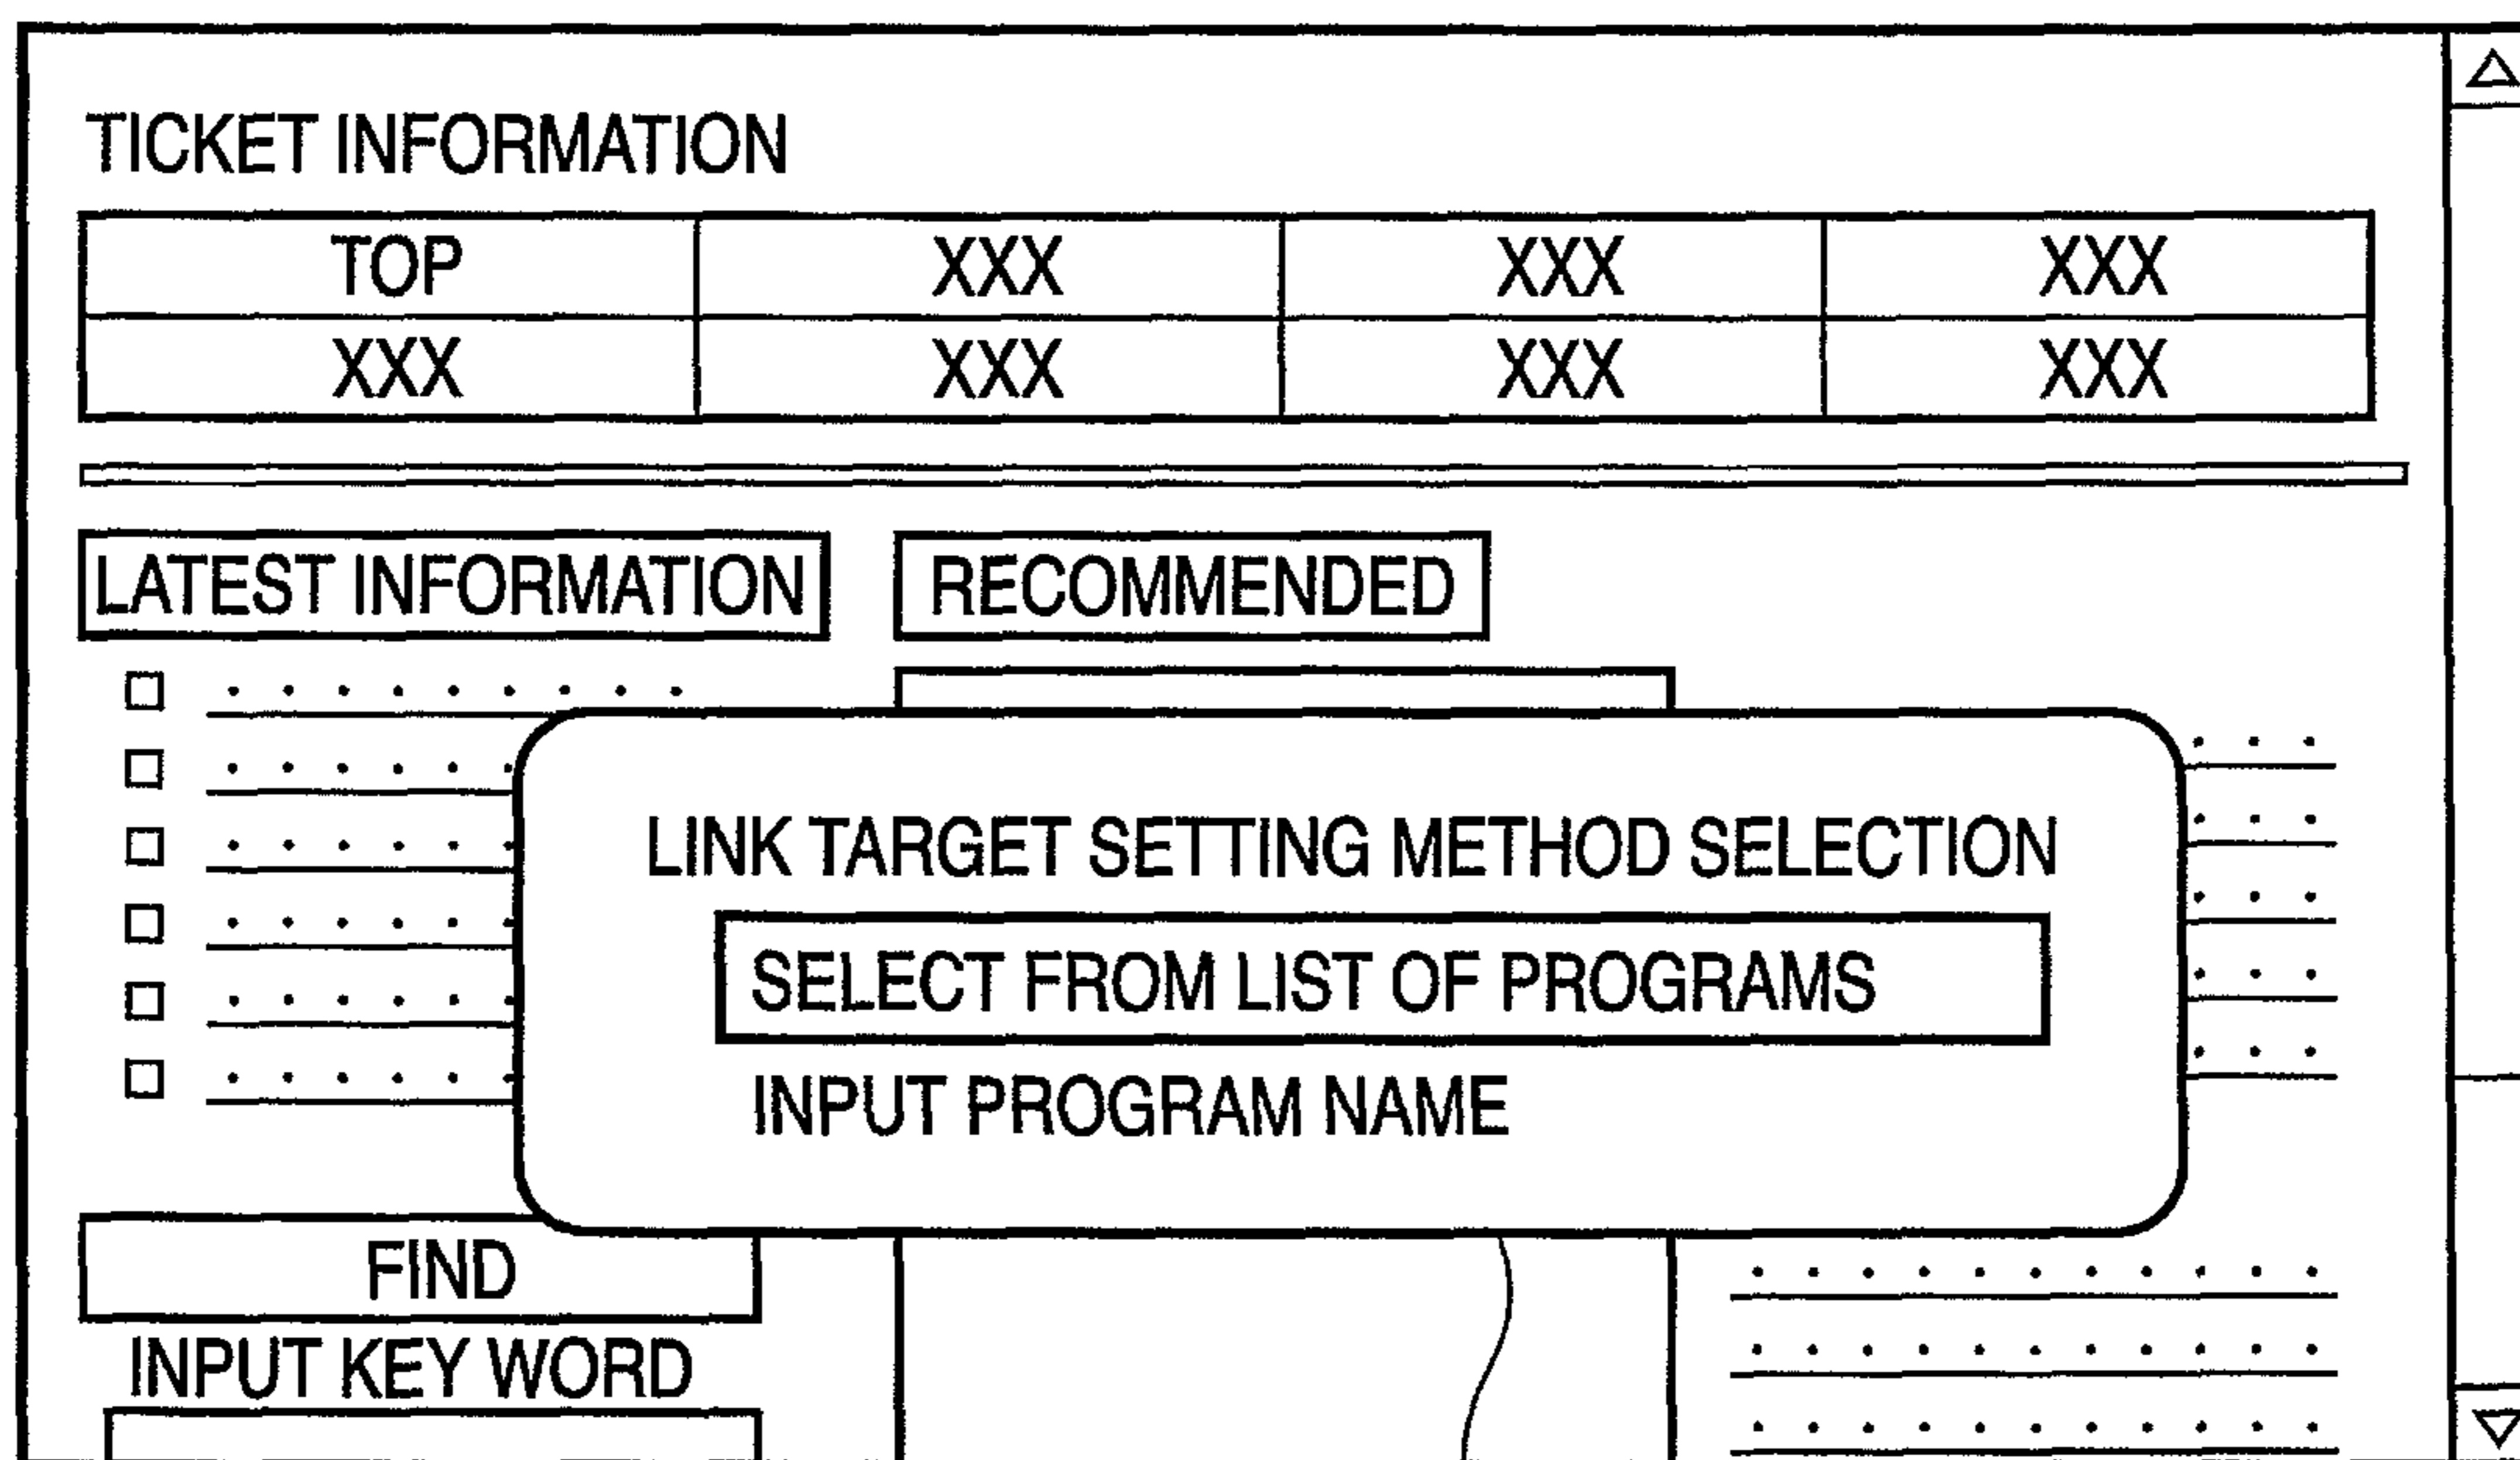 TICKET INFORMATION
TOP XXX XXX XXX
XXX XXX XXX XXX
LATEST INFORMATION RECOMMENDED
LINK TARGET SETTING METHOD SELECTION
SELECT FROM LIST OF PROGRAMS
INPUT PROGRAM NAME
FIND
INPUT KEY WORD